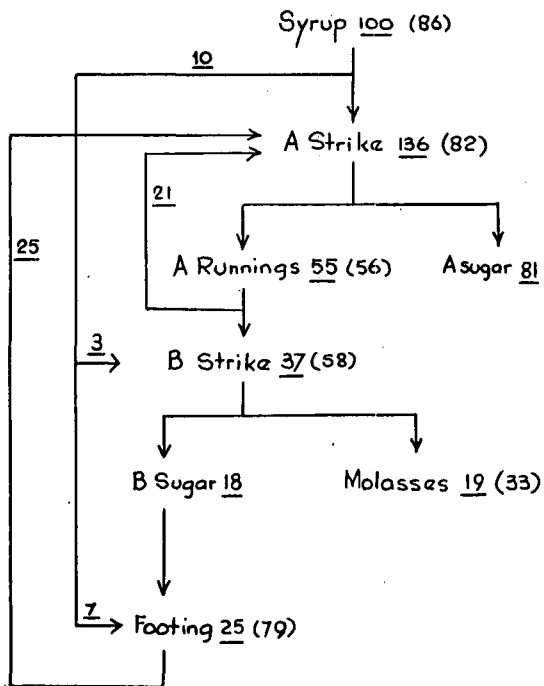 Syrup 100 (86)
10
A Strike 136 (82)
21
25
A Runnings 55 (56)
A sugar 81
3
B Strike 37 (58)
B Sugar 18
Molasses 19 (33)
7
Footing 25 (79)